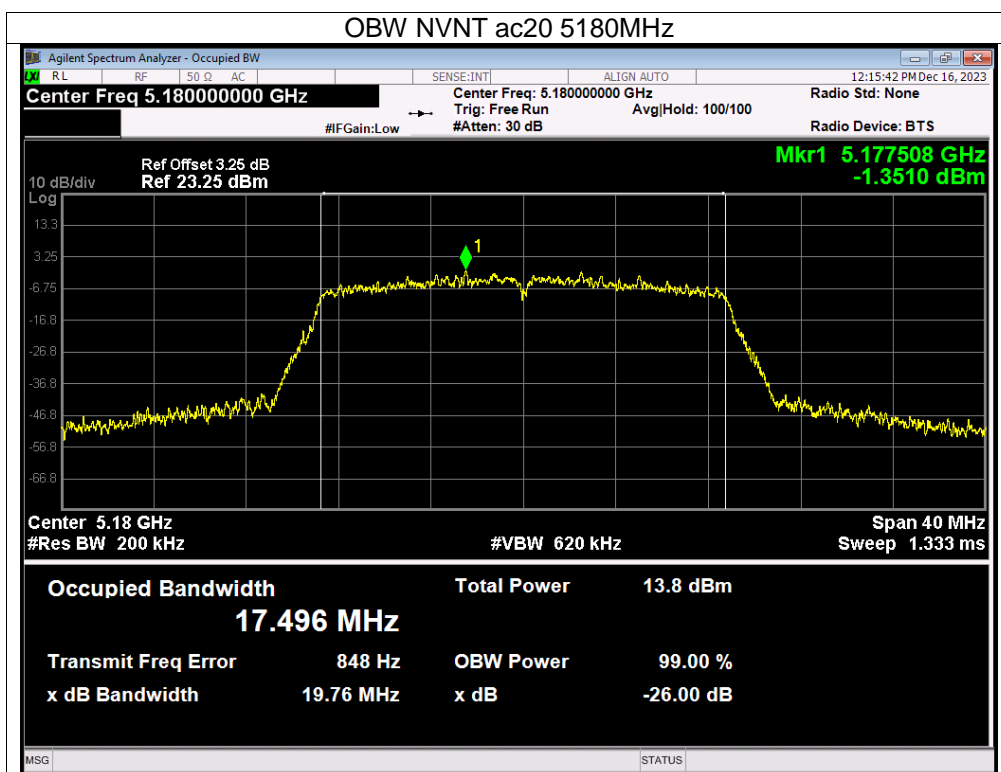 OBW NVNT ac20 5180MHz
Agilent Spectrum Analyzer - Occupied BW
LXI RL RF 50 Ω AC SENSE:INT ALIGN AUTO 12:15:42 PM Dec 16, 2023
Center Freq 5.180000000 GHz Center Freq: 5.180000000 GHz Radio Std: None
Trig: Free Run Avg|Hold: 100/100
#IFGain:Low #Atten: 30 dB Radio Device: BTS
Ref Offset 3.25 dB Mkr1 5.177508 GHz
10 dB/div Ref 23.25 dBm -1.3510 dBm
Log
13.3
1
3.25
-6.75
-16.8
-26.8
-36.8
-46.8
-56.8
-66.8
Center 5.18 GHz Span 40 MHz
#Res BW 200 kHz #VBW 620 kHz Sweep 1.333 ms
Occupied Bandwidth Total Power 13.8 dBm
17.496 MHz
Transmit Freq Error 848 Hz OBW Power 99.00 %
x dB Bandwidth 19.76 MHz x dB -26.00 dB
MSG STATUS